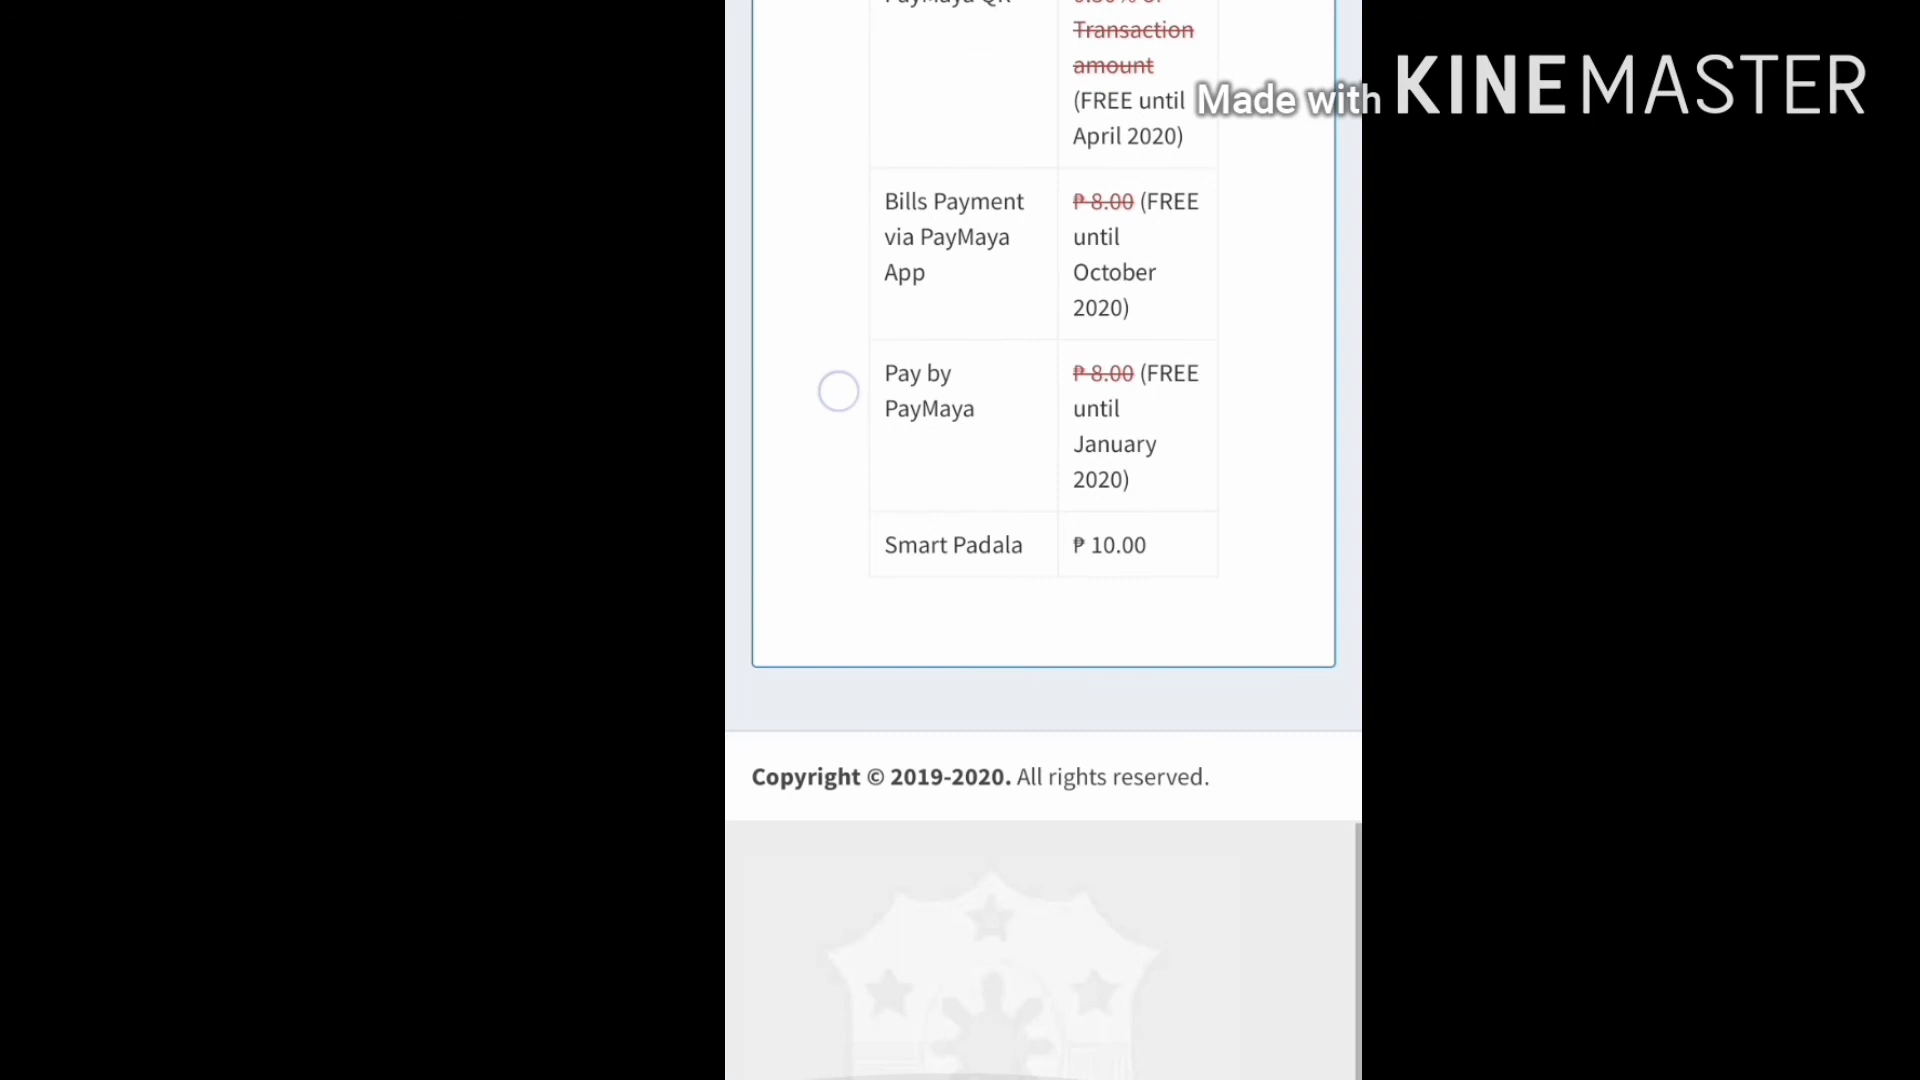 Transaction
amount
(FREE until
April 2020)
Made with KINEMASTER
Bills Payment
via PayMaya
App
₱ 8.00 (FREE
until
October
2020)
Pay by
PayMaya
₱ 8.00 (FREE
until
January
2020)
Smart Padala
₱ 10.00
Copyright © 2019-2020. All rights reserved.